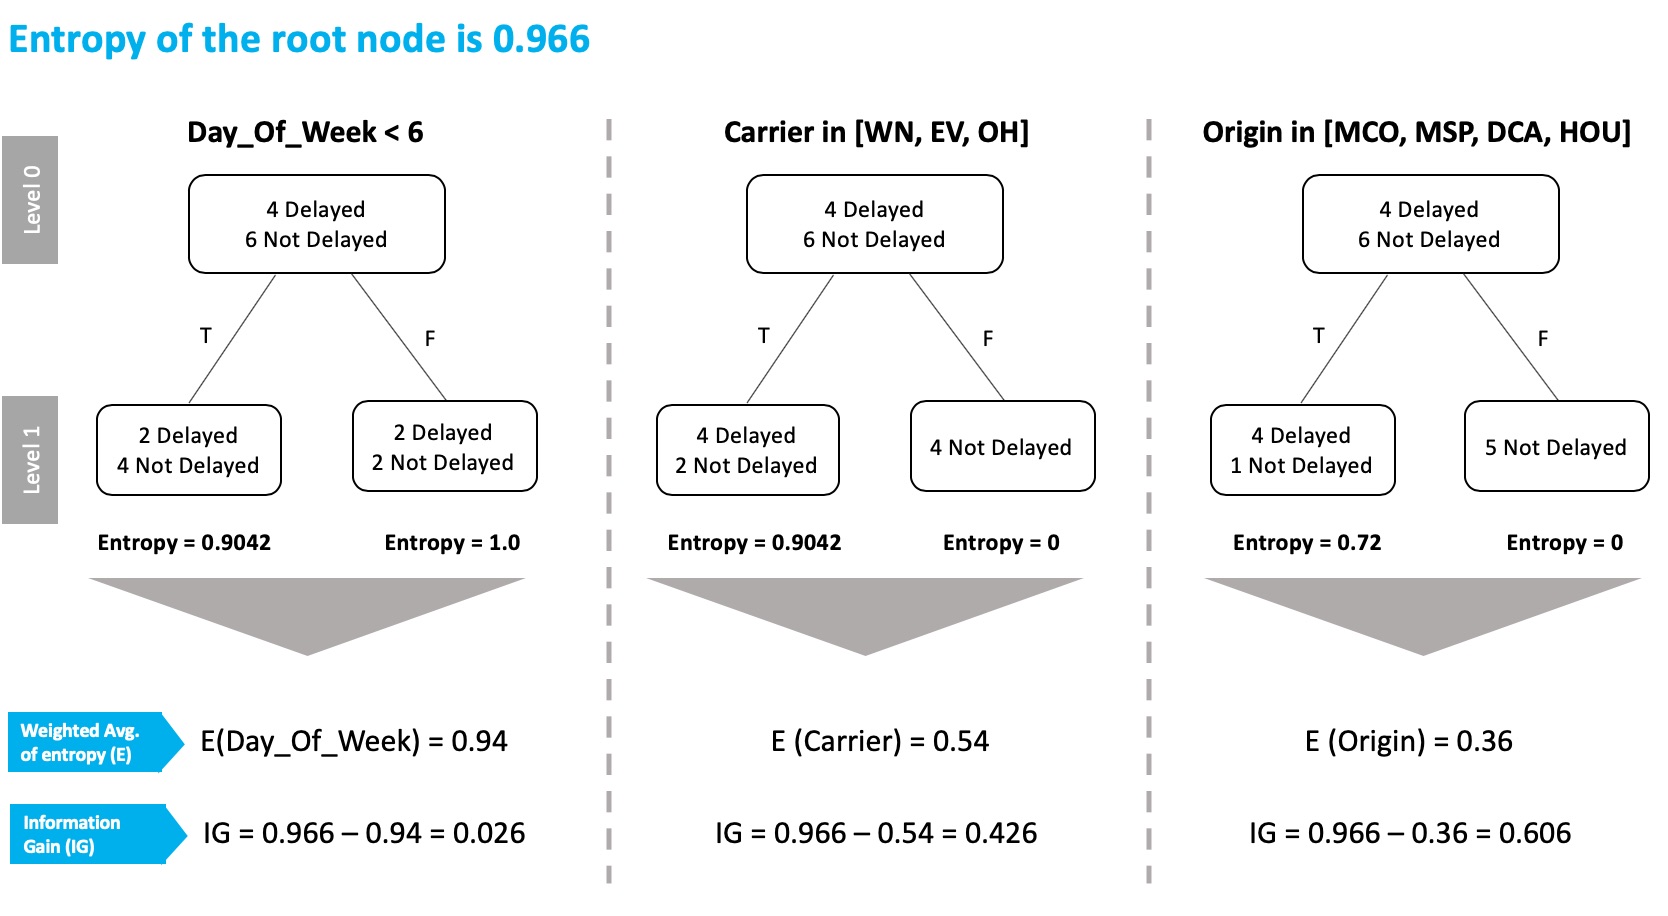 Entropy of the root node is 0.966
Day_Of_Week < 6
Carrier in [WN, EV, OH]
Origin in [MCO, MSP, DCA, HOU]
Level 0
4 Delayed
6 Not Delayed
4 Delayed
6 Not Delayed
4 Delayed
6 Not Delayed
T
F
T
F
T
F
Level 1
2 Delayed
4 Not Delayed
2 Delayed
2 Not Delayed
4 Delayed
2 Not Delayed
4 Not Delayed
4 Delayed
1 Not Delayed
5 Not Delayed
Entropy = 0.9042
Entropy = 1.0
Entropy = 0.9042
Entropy = 0
Entropy = 0.72
Entropy = 0
Weighted Avg.
of entropy (E)
E(Day_Of_Week) = 0.94
E (Carrier) = 0.54
E (Origin) = 0.36
Information
Gain (IG)
IG = 0.966 – 0.94 = 0.026
IG = 0.966 – 0.54 = 0.426
IG = 0.966 – 0.36 = 0.606